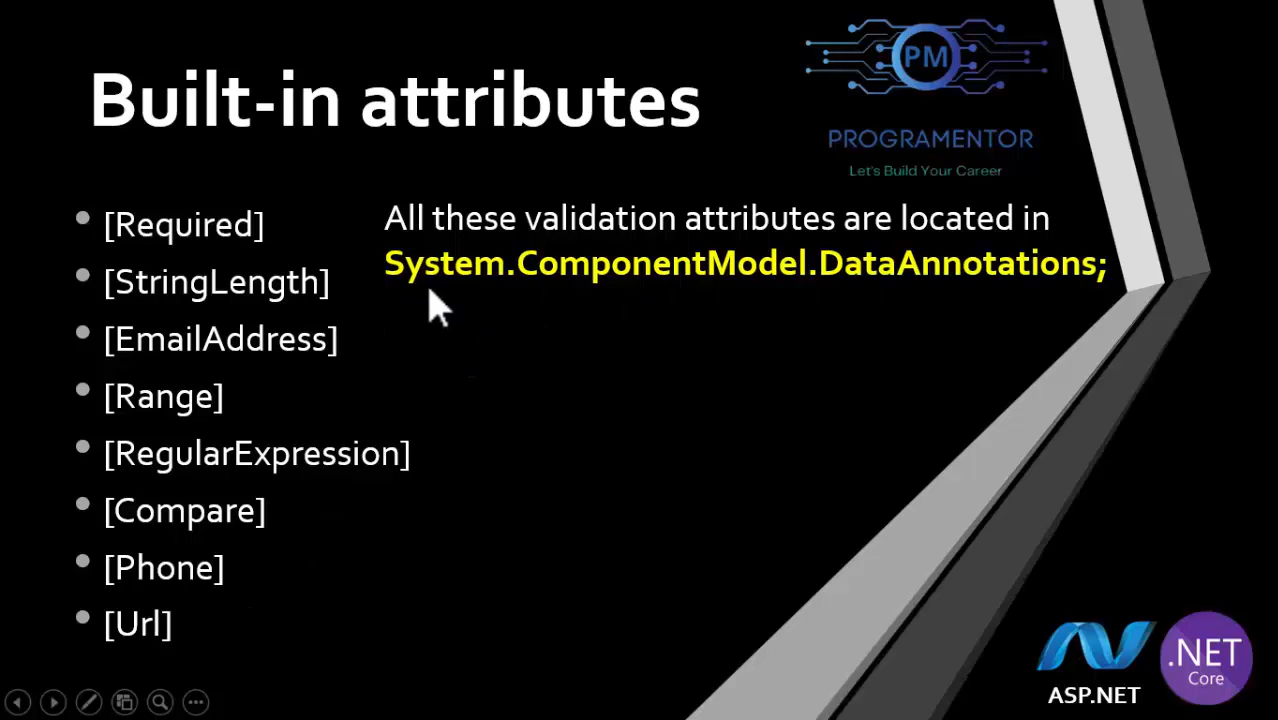 Built-in attributes
PM
PROGRAMENTOR
Let's Build Your Career
[Required]
[StringLength]
[EmailAddress]
[Range]
[RegularExpression]
[Compare]
[Phone]
[Url]
All these validation attributes are located in
System.ComponentModel.DataAnnotations;
ASP.NET
.NET
Core